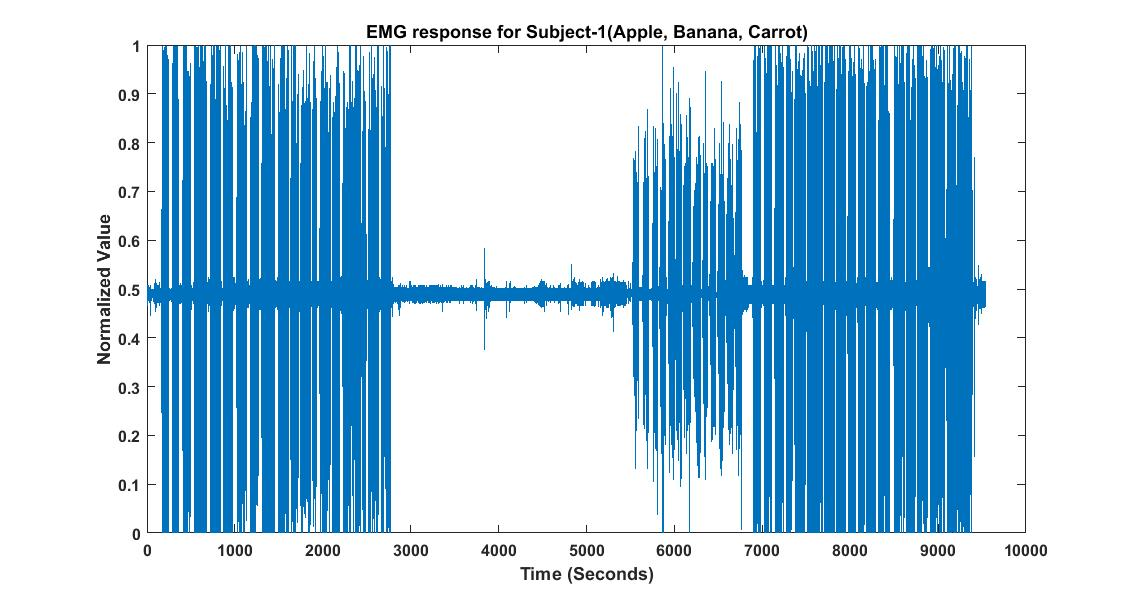 EMG response for Subject-1(Apple, Banana, Carrot)
1
0.9
0.8
0.7
0.6
0.5
0.4
0.3
0.2
0.1
0
Normalized Value
0 1000 2000 3000 4000 5000 6000 7000 8000 9000 10000
Time (Seconds)